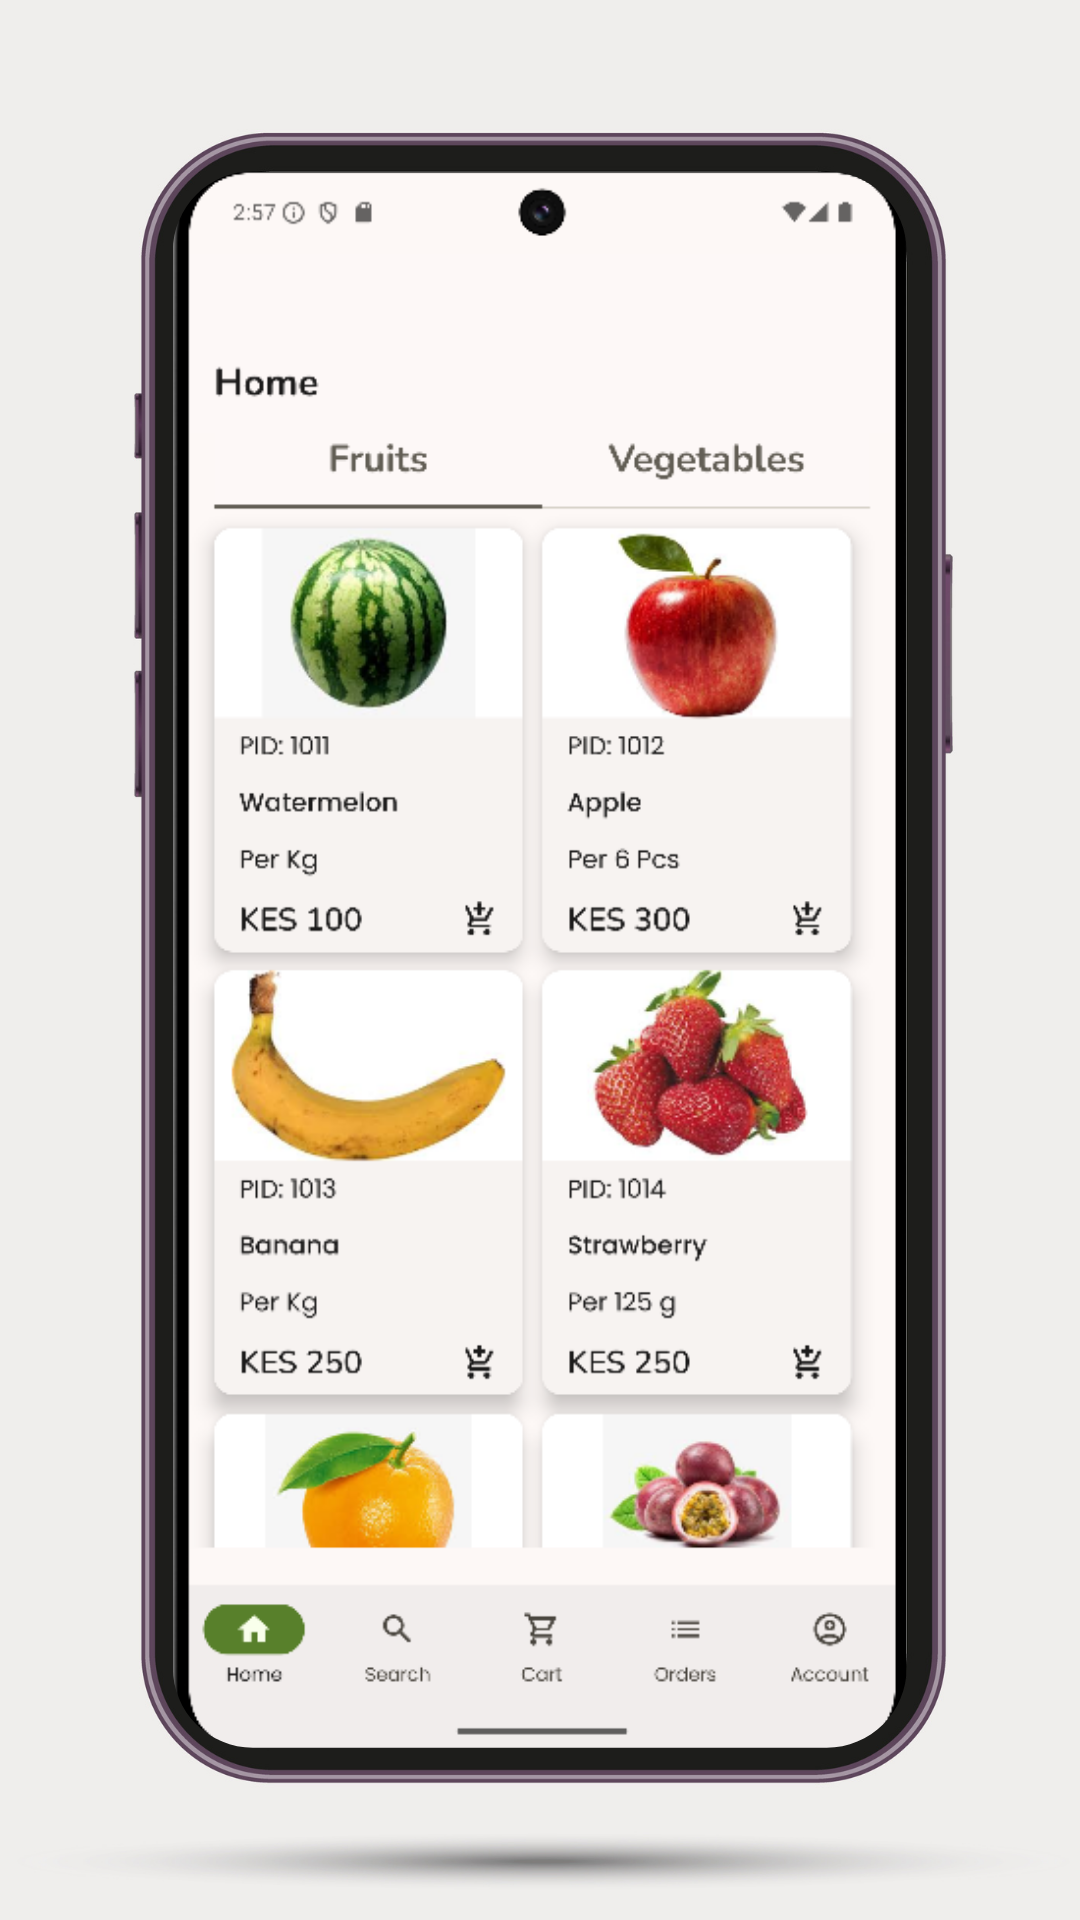 2:57
Home
Fruits Vegetables
PID: 1011
Watermelon
Per Kg
KES 100
PID: 1012
Apple
Per 6 Pcs
KES 300
PID: 1013
Banana
Per Kg
KES 250
PID: 1014
Strawberry
Per 125 g
KES 250
Home Search Cart Orders Account